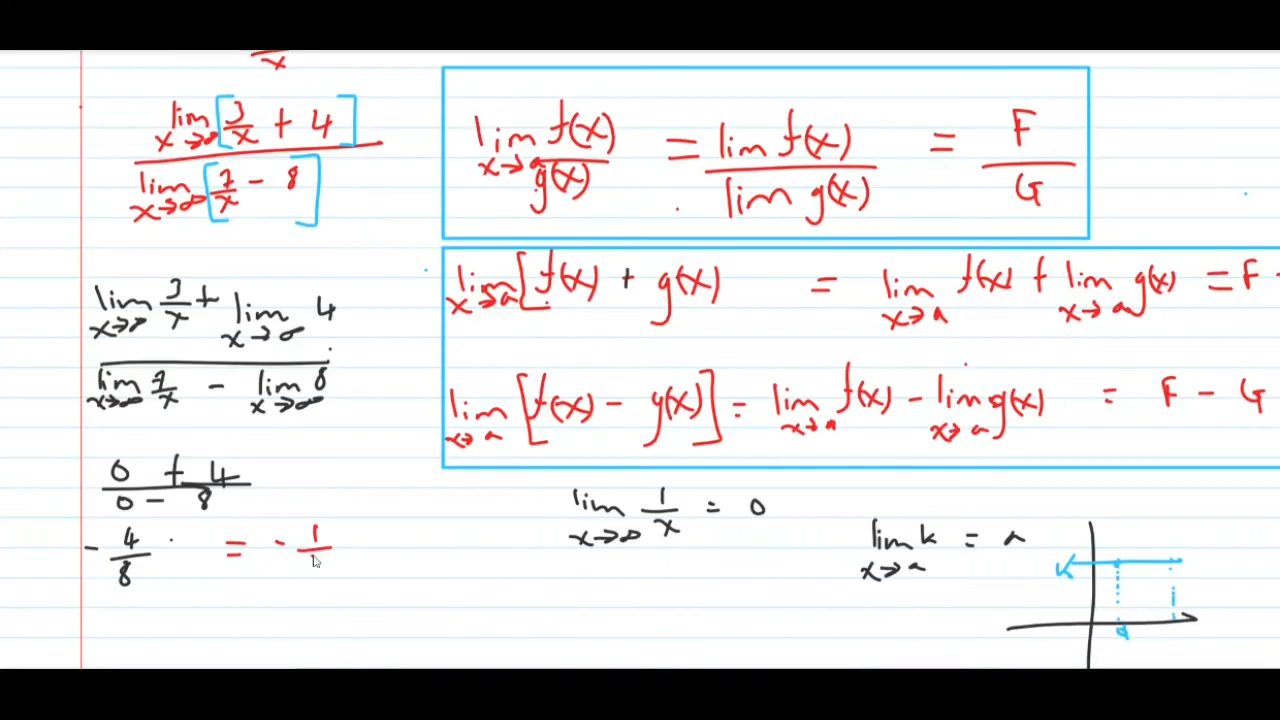 x
lim x→∞ [3/x + 4]
lim x→∞ [7/x - 8]
lim x→∞ 3/x + lim x→∞ 4
lim x→∞ 7/x - lim x→∞ 8
0 + 4
0 - 8
- 4/8 = - 1
lim x→a f(x)/g(x) = lim f(x)/lim g(x) = F/G
lim x→a [f(x) + g(x) = lim x→a f(x) + lim x→a g(x) = F
lim x→a [f(x) - g(x)] = lim x→a f(x) - lim x→a g(x) = F - G
lim x→∞ 1/x = 0
lim x→a k = a